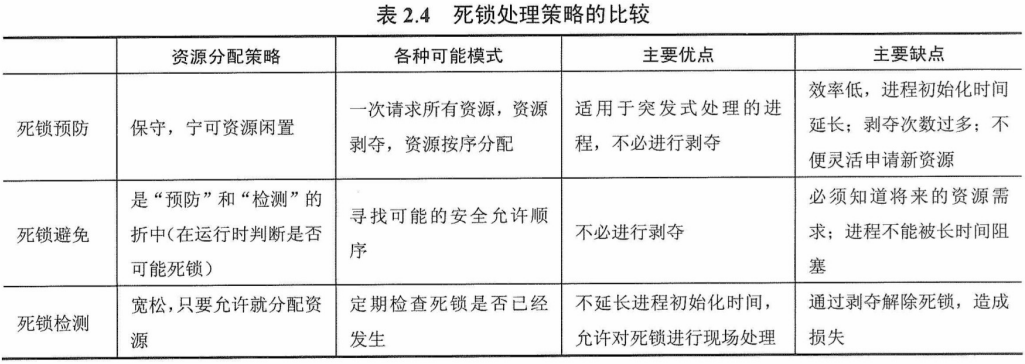 表 2.4 死锁处理策略的比较
资源分配策略 各种可能模式 主要优点 主要缺点
死锁预防
保守，宁可资源闲置
一次请求所有资源，资源
剥夺，资源按序分配
适用于突发式处理的进
程，不必进行剥夺
效率低，进程初始化时间
延长；剥夺次数过多；不
便灵活申请新资源
死锁避免
是“预防”和“检测”的
折中（在运行时判断是否
可能死锁）
寻找可能的安全允许顺
序
不必进行剥夺
必须知道将来的资源需
求；进程不能被长时间阻
塞
死锁检测
宽松，只要允许就分配资
源
定期检查死锁是否已经
发生
不延长进程初始化时间，
允许对死锁进行现场处理
通过剥夺解除死锁，造成
损失